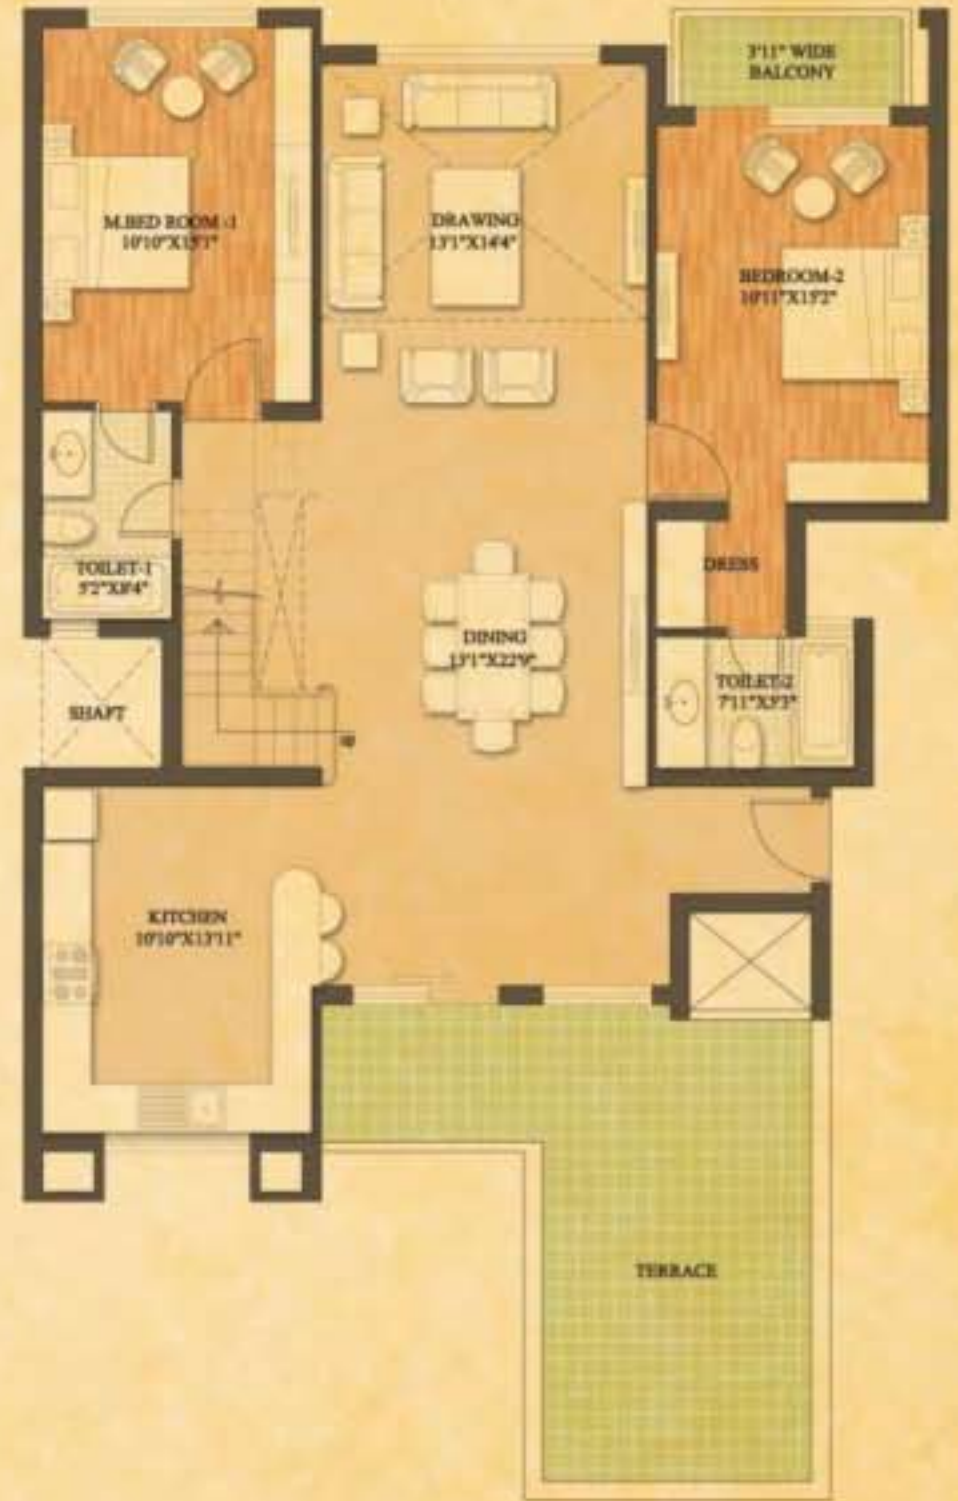 3'11" WIDE
BALCONY
M.BED ROOM-1
10'10"X15'1"
DRAWING
13'1"X14'4"
BEDROOM-2
10'11"X15'2"
TOILET-1
5'2"X8'4"
DRESS
DINING
13'1"X22'9"
TOILET-2
7'11"X5'3"
SHAFT
KITCHEN
10'10"X13'11"
TERRACE